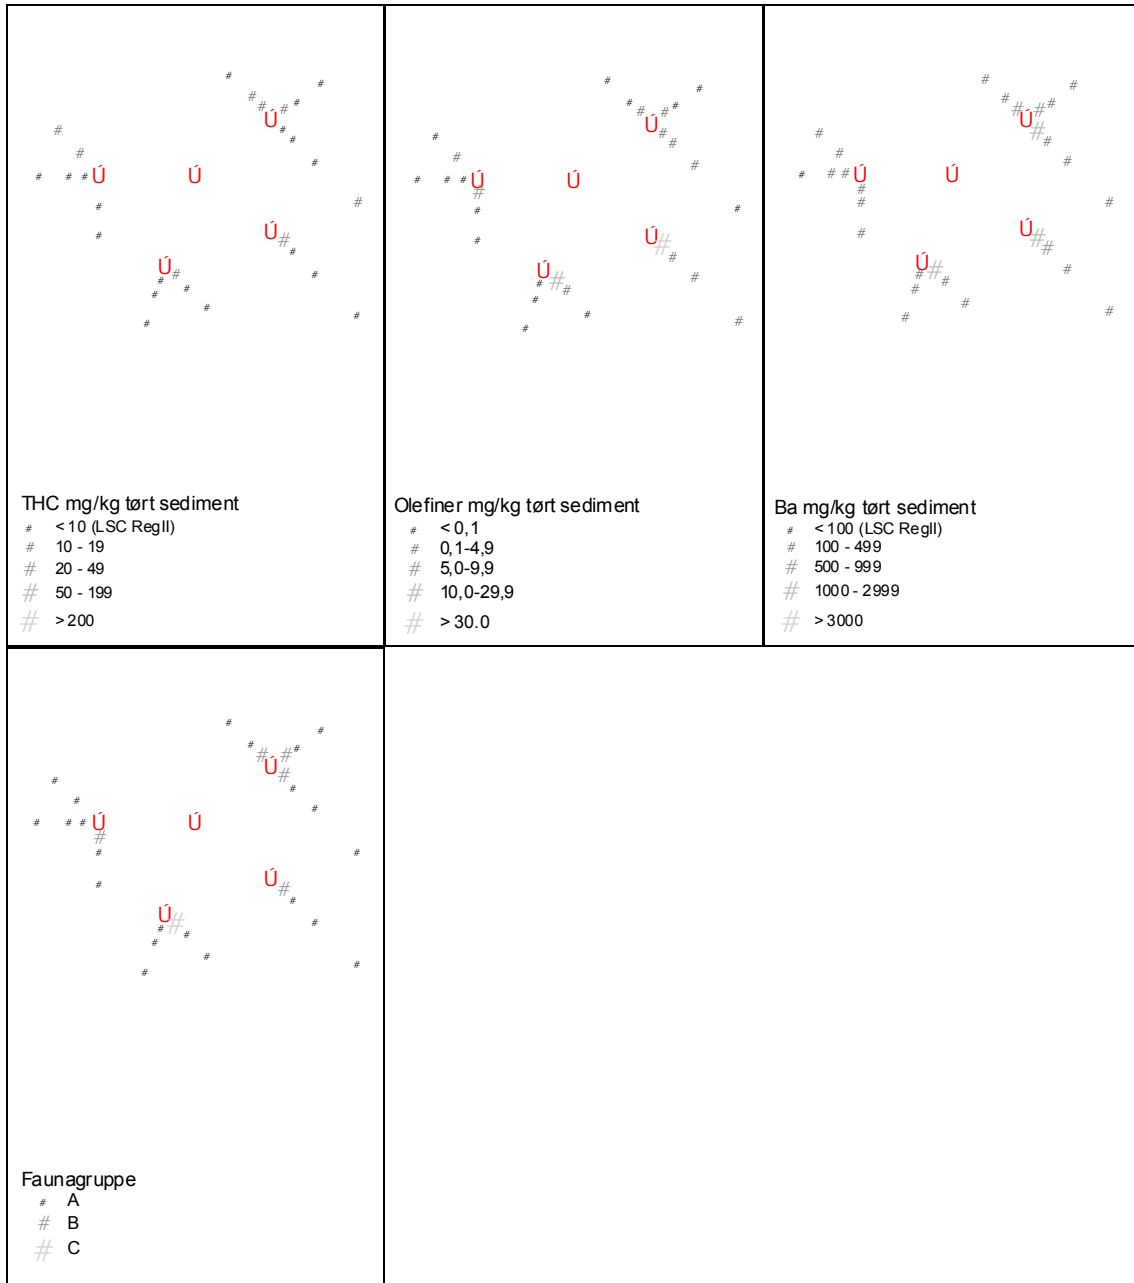 THC mg/kg tørt sediment
# < 10 (LSC RegII)
# 10 - 19
# 20 - 49
# 50 - 199
# > 200
Olefiner mg/kg tørt sediment
# < 0,1
# 0,1-4,9
# 5,0-9,9
# 10,0-29,9
# > 30.0
Ba mg/kg tørt sediment
# < 100 (LSC RegII)
# 100 - 499
# 500 - 999
# 1000 - 2999
# > 3000
Faunagruppe
# A
# B
# C